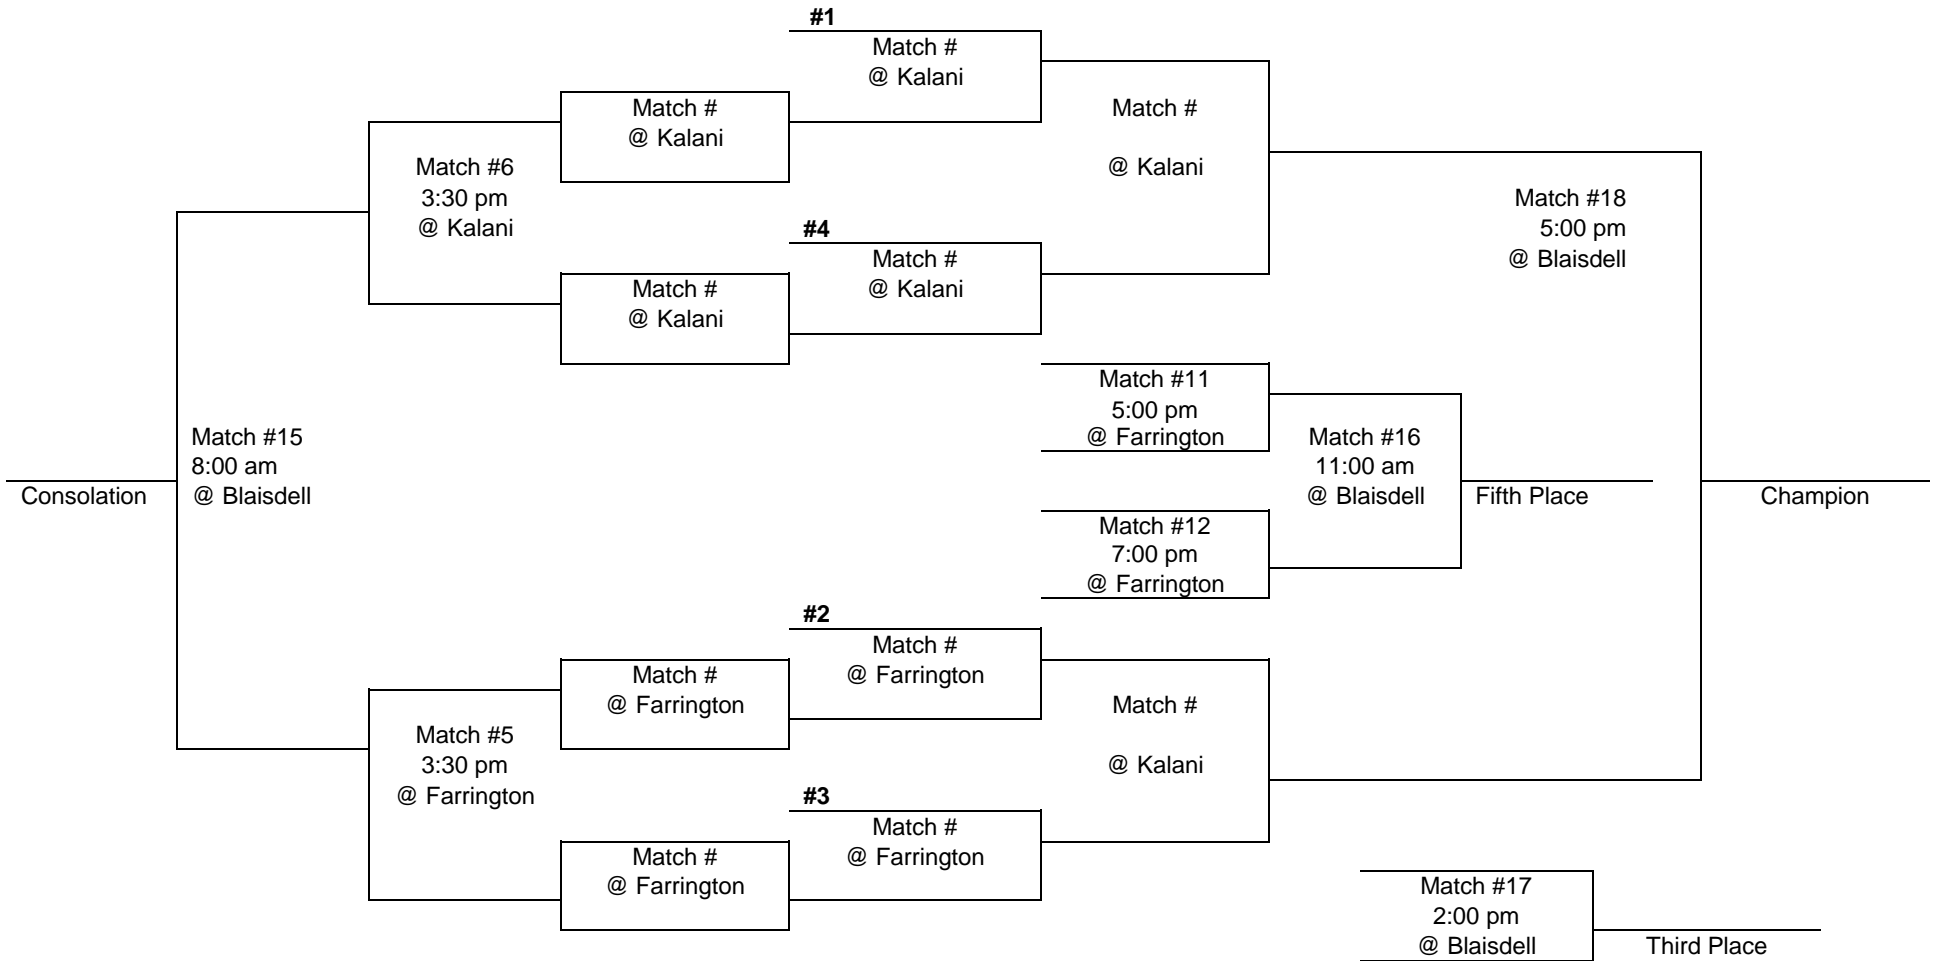 #1
Match #
@ Kalani
Match #
@ Kalani
Match #
@ Kalani
Match #6
3:30 pm
@ Kalani
Match #18
5:00 pm
@ Blaisdell
#4
Match #
@ Kalani
Match #
@ Kalani
Match #11
5:00 pm
@ Farrington
Match #15
8:00 am
@ Blaisdell
Consolation
Match #16
11:00 am
@ Blaisdell
Fifth Place
Champion
Match #12
7:00 pm
@ Farrington
#2
Match #
@ Farrington
Match #
@ Farrington
Match #
@ Kalani
Match #5
3:30 pm
@ Farrington
#3
Match #
@ Farrington
Match #
@ Farrington
Match #17
2:00 pm
@ Blaisdell
Third Place